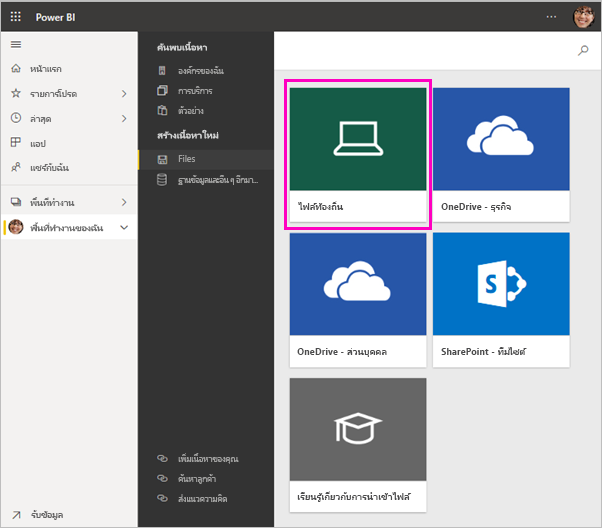 Power BI
หน้าแรก
รายการโปรด
ล่าสุด
แอป
แชร์กับฉัน
พื้นที่ทำงาน
พื้นที่ทำงานของฉัน
รับข้อมูล
ค้นพบเนื้อหา
องค์กรของฉัน
การบริการ
ตัวอย่าง
สร้างเนื้อหาใหม่
Files
ฐานข้อมูลและอื่น ๆ อีกมา...
เพิ่มเนื้อหาของคุณ
ค้นหาลูกค้า
ส่งแนวความคิด
ไฟล์ท้องถิ่น
OneDrive - ธุรกิจ
OneDrive - ส่วนบุคคล
SharePoint - ทีมไซต์
เรียนรู้เกี่ยวกับการนำเข้าไฟล์